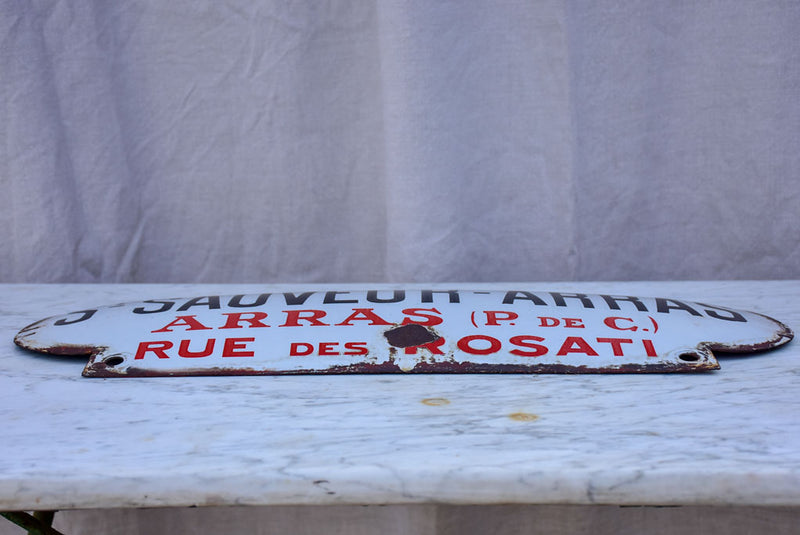 SAUVEUR-ARRAS
ARRAS (P. DE C.)
RUE DES ROSATI